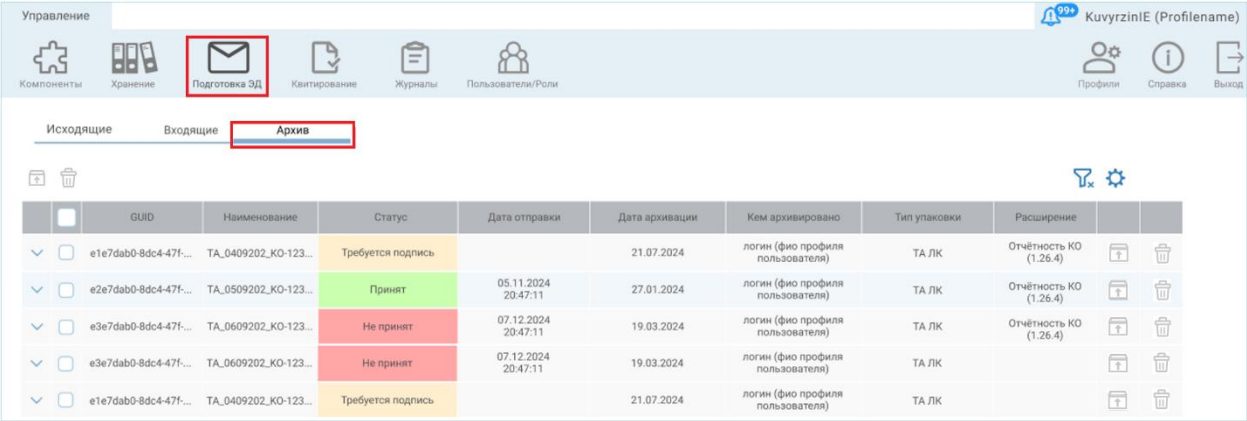 Управление
99+
KuvyrzinIE (Profilename)
Компоненты Хранение Подготовка ЭД Квитирование Журналы Пользователи/Роли Профили Справка Выход
Исходящие Входящие Архив
GUID Наименование Статус Дата отправки Дата архивации Кем архивировано Тип упаковки Расширение
e1e7dab0-8dc4-47f-... TA_0409202_KO-123... Требуется подпись 21.07.2024 логин (фио профиля ТА ЛК Отчётность КО
пользователя) (1.26.4)
e2e7dab0-8dc4-47f-... TA_0509202_KO-123... Принят 05.11.2024 27.01.2024 логин (фио профиля ТА ЛК Отчётность КО
20:47:11 пользователя) (1.26.4)
e3e7dab0-8dc4-47f-... TA_0609202_KO-123... Не принят 07.12.2024 19.03.2024 логин (фио профиля ТА ЛК Отчётность КО
20:47:11 пользователя) (1.26.4)
e3e7dab0-8dc4-47f-... TA_0609202_KO-123... Не принят 07.12.2024 19.03.2024 логин (фио профиля ТА ЛК
20:47:11 пользователя)
e1e7dab0-8dc4-47f-... TA_0409202_KO-123... Требуется подпись 21.07.2024 логин (фио профиля ТА ЛК
пользователя)